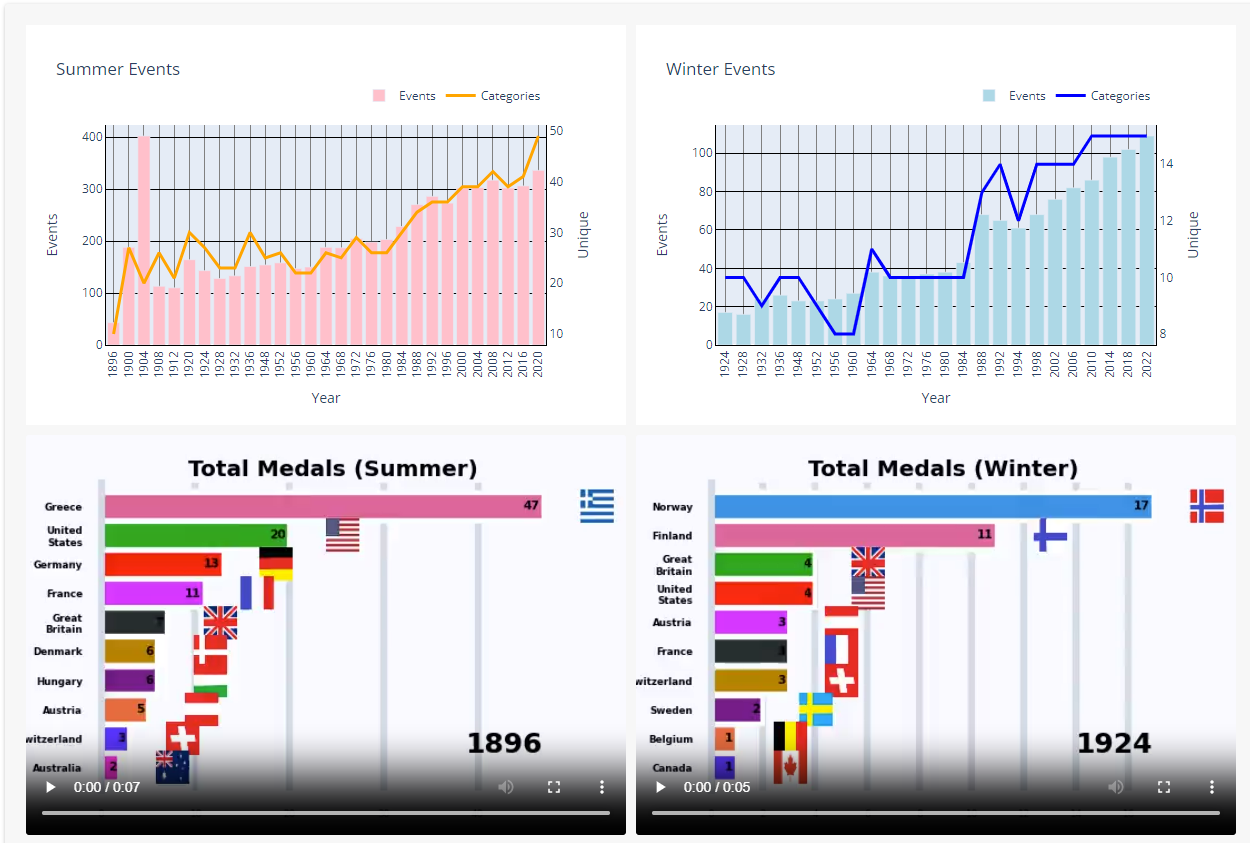 Summer Events
Events Categories
400
300
200
100
0
50
40
30
20
10
Events
Unique
1896 1900 1904 1908 1912 1920 1924 1928 1932 1936 1948 1952 1956 1960 1964 1968 1972 1976 1980 1984 1988 1992 1996 2000 2004 2008 2012 2016 2020
Year
Winter Events
Events Categories
100
80
60
40
20
0
14
12
10
8
Events
Unique
1924 1928 1932 1936 1948 1952 1956 1960 1964 1968 1972 1976 1980 1984 1988 1992 1994 1998 2002 2006 2010 2014 2018 2022
Year
Total Medals (Summer)
Greece 47
United
States 20
Germany 13
France 11
Great
Britain 7
Denmark 6
Hungary 6
Austria 5
witzerland 3
Australia 2
1896
0:00 / 0:07
Total Medals (Winter)
Norway 17
Finland 11
Great
Britain 4
United
States 4
Austria 3
France 3
witzerland 3
Sweden 2
Belgium 1
Canada 1
1924
0:00 / 0:05